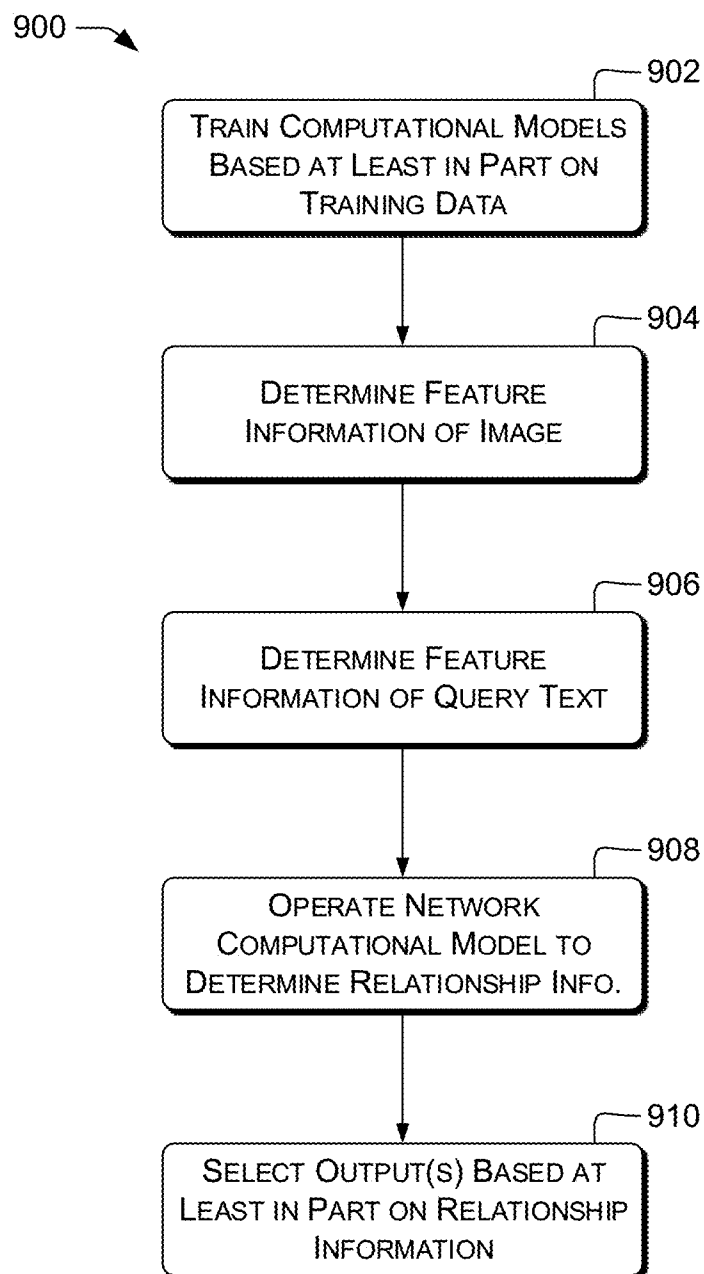 900
902
TRAIN COMPUTATIONAL MODELS
BASED AT LEAST IN PART ON
TRAINING DATA
904
DETERMINE FEATURE
INFORMATION OF IMAGE
906
DETERMINE FEATURE
INFORMATION OF QUERY TEXT
908
OPERATE NETWORK
COMPUTATIONAL MODEL TO
DETERMINE RELATIONSHIP INFO.
910
SELECT OUTPUT(S) BASED AT
LEAST IN PART ON RELATIONSHIP
INFORMATION